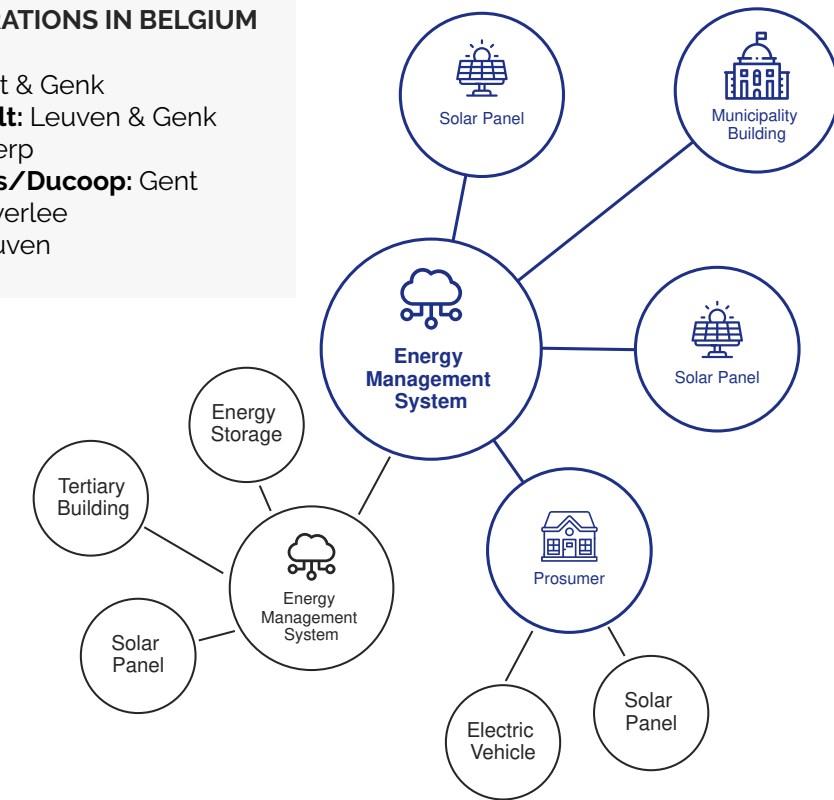 RATIONS IN BELGIUM
t & Genk
lt: Leuven & Genk
erp
s/Ducoop: Gent
verlee
uven
Solar Panel
Municipality
Building
Energy
Management
System
Solar Panel
Energy
Storage
Tertiary
Building
Energy
Management
System
Solar
Panel
Prosumer
Electric
Vehicle
Solar
Panel